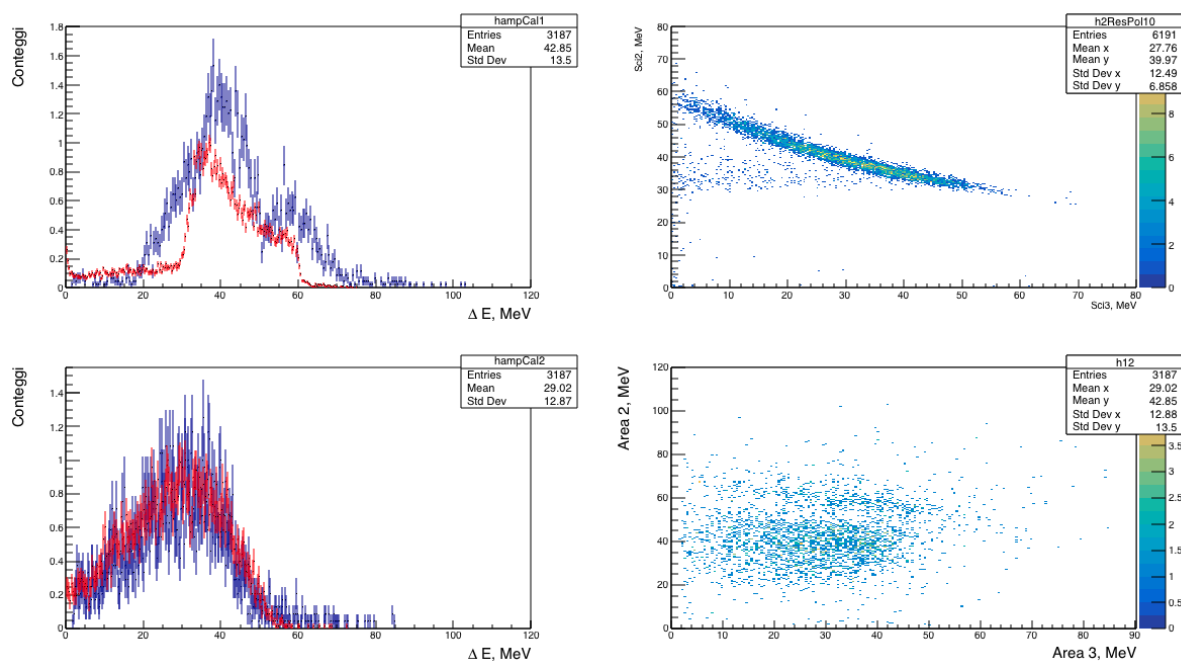 hampCal1
Entries 3187
Mean 42.85
Std Dev 13.5
Conteggi
1.8
1.6
1.4
1.2
1
0.8
0.6
0.4
0.2
0
0 20 40 60 80 100 120
Δ E, MeV
h2ResPol10
Entries 6191
Mean x 27.76
Mean y 39.97
Std Dev x 12.49
Std Dev y 6.858
Sci2, MeV
80
70
60
50
40
30
20
10
0
0 10 20 30 40 50 60 70 80
Sci3, MeV
8
6
4
2
0
hampCal2
Entries 3187
Mean 29.02
Std Dev 12.87
Conteggi
1.4
1.2
1
0.8
0.6
0.4
0.2
0
0 20 40 60 80 100 120
Δ E, MeV
h12
Entries 3187
Mean x 29.02
Mean y 42.85
Std Dev x 12.88
Std Dev y 13.5
Area 2, MeV
120
100
80
60
40
20
0
0 10 20 30 40 50 60 70 80 90
Area 3, MeV
3.5
3
2.5
2
1.5
1
0.5
0